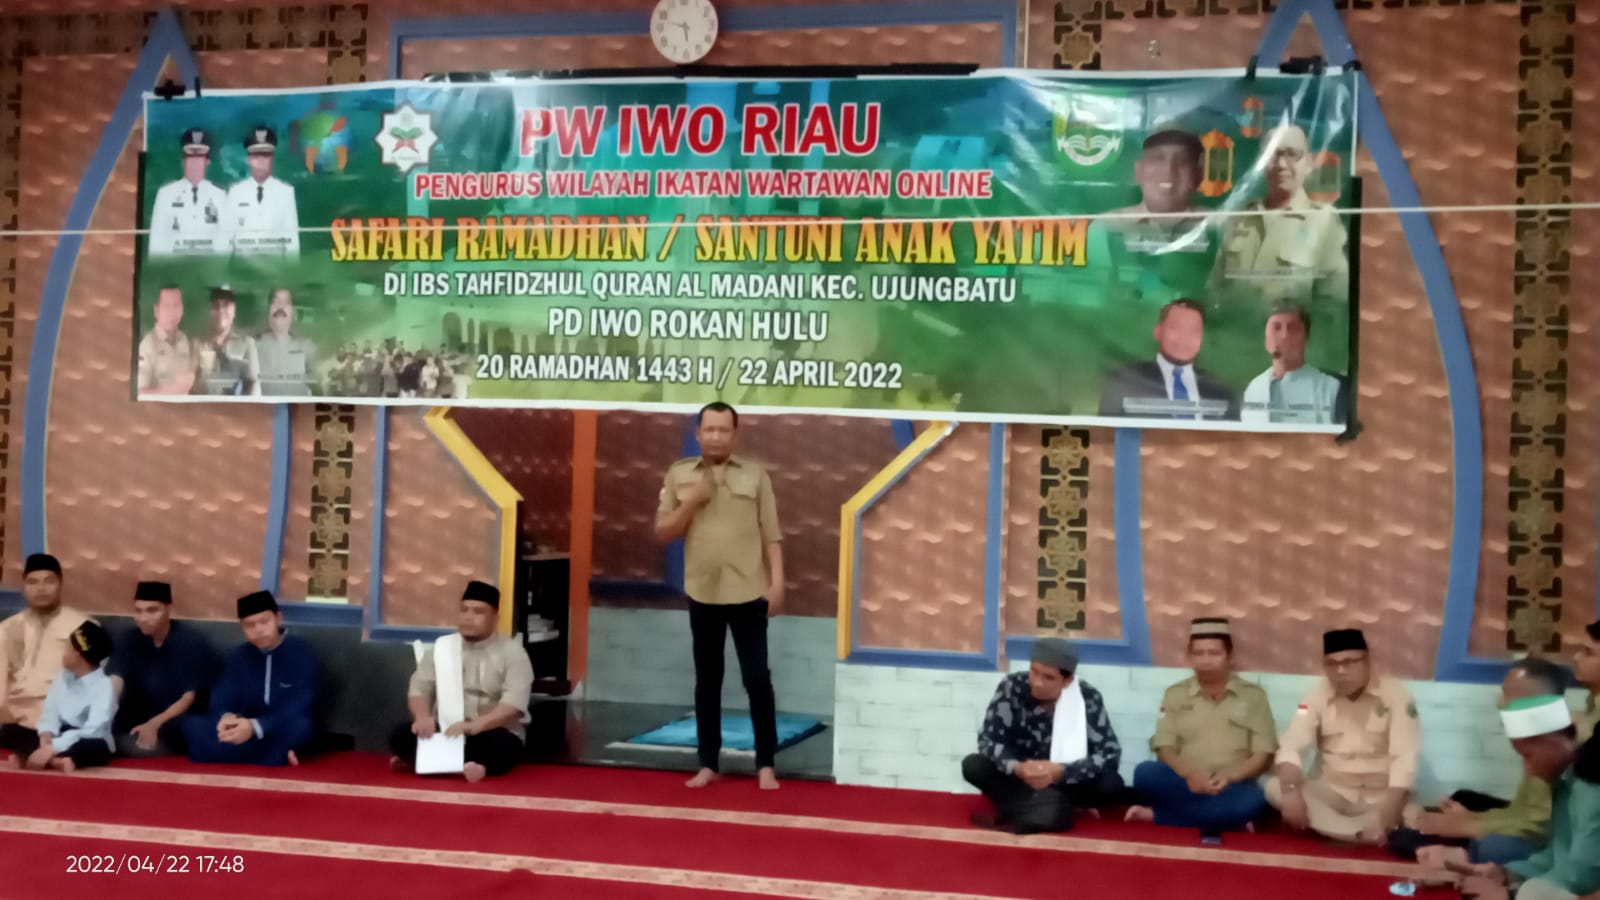 PW IWO RIAU
PENGURUS WILAYAH IKATAN WARTAWAN ONLINE
SAFARI RAMADHAN / SANTUNI ANAK YATIM
DI IBS TAHFIDZHUL QURAN AL MADANI KEC. UJUNGBATU
PD IWO ROKAN HULU
20 RAMADHAN 1443 H / 22 APRIL 2022
2022/04/22 17:48